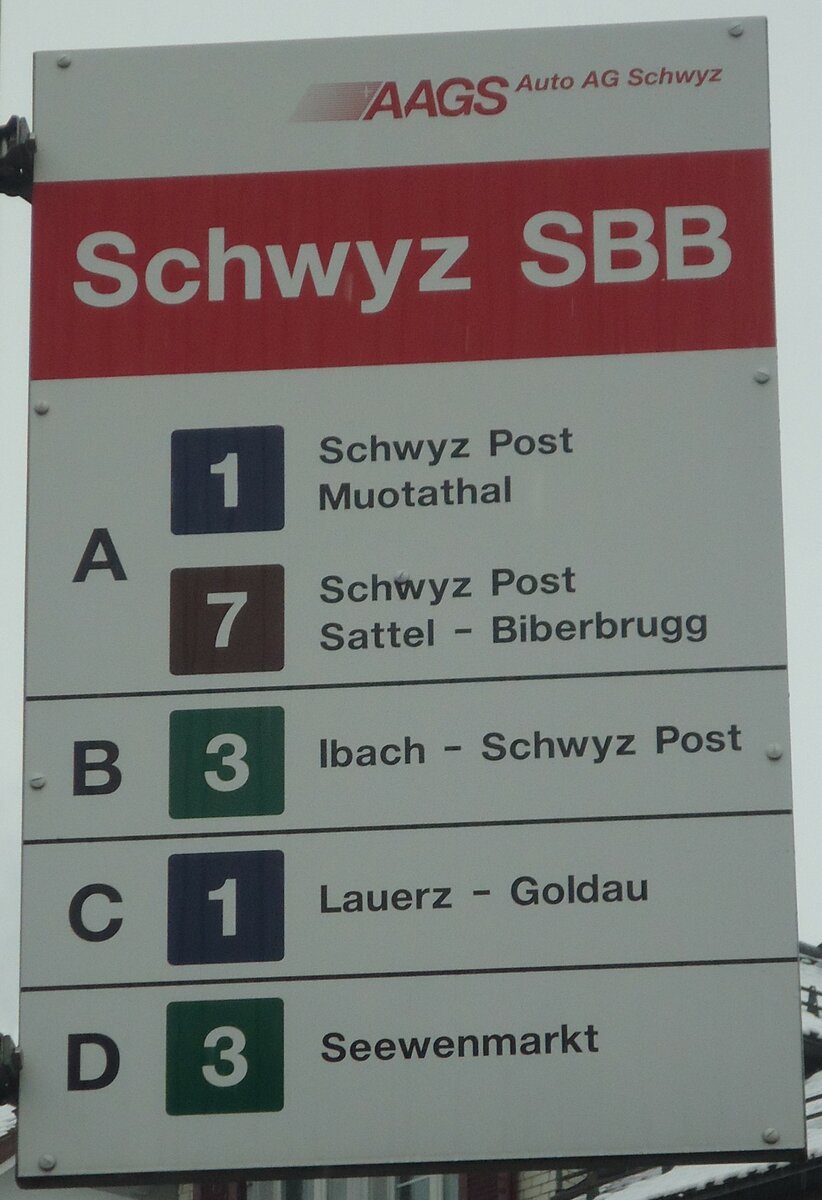 AAGS Auto AG Schwyz
Schwyz SBB
A
1 Schwyz Post
Muotathal
7 Schwyz Post
Sattel - Biberbrugg
B 3 Ibach - Schwyz Post
C 1 Lauerz - Goldau
D 3 Seewenmarkt